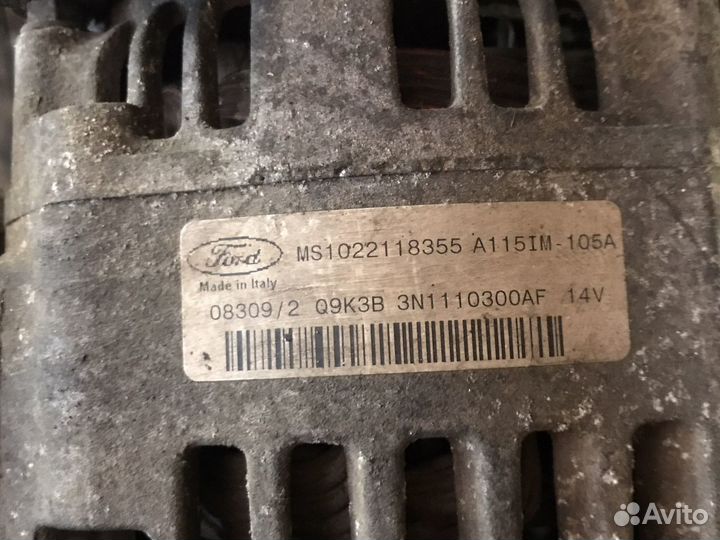 Ford MS1022118355 A115IM-105A
Made in Italy
08309/2 Q9K3B 3N1110300AF 14V
Avito